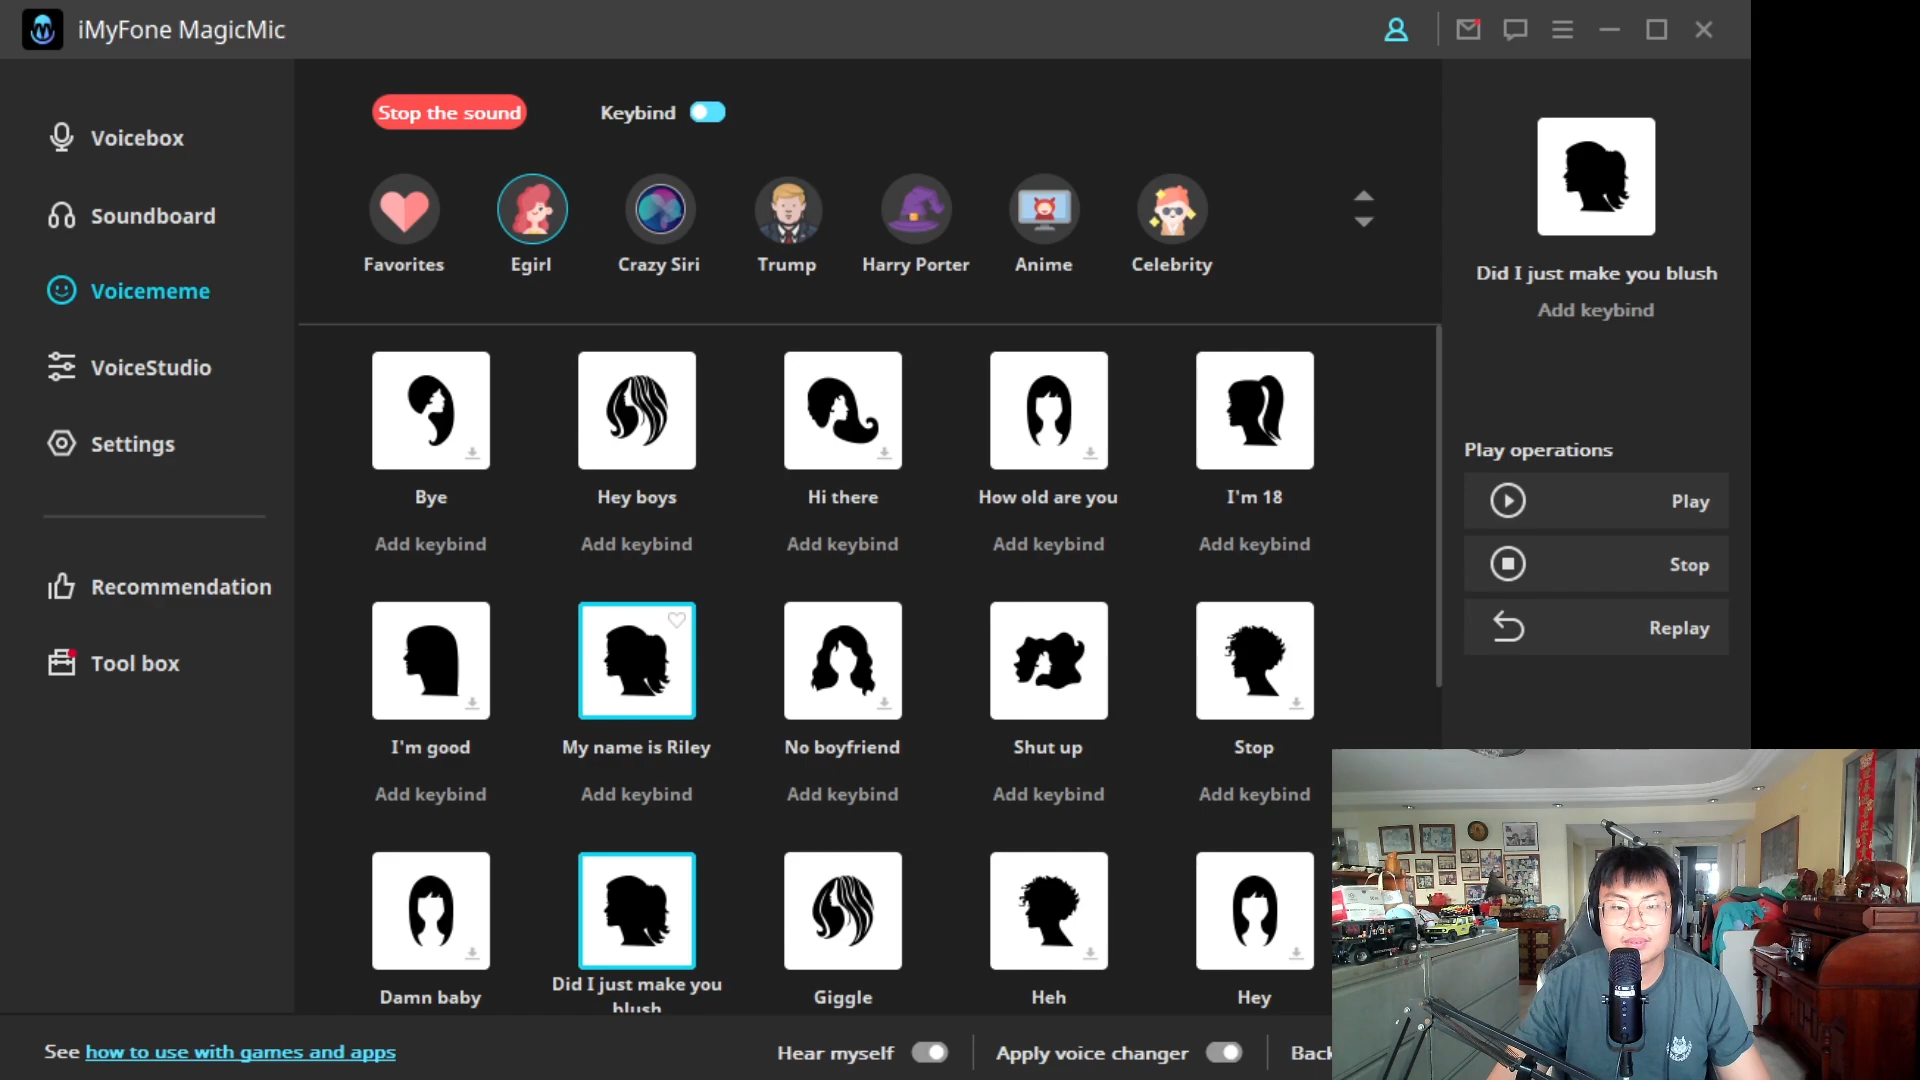 iMyFone MagicMic
Voicebox
Soundboard
Voicememe
VoiceStudio
Settings
Recommendation
Tool box
Stop the sound
Keybind
Favorites
Egirl
Crazy Siri
Trump
Harry Porter
Anime
Celebrity
Bye
Hey boys
Hi there
How old are you
I'm 18
Add keybind
Add keybind
Add keybind
Add keybind
Add keybind
I'm good
My name is Riley
No boyfriend
Shut up
Stop
Add keybind
Add keybind
Add keybind
Add keybind
Add keybind
Damn baby
Did I just make you
blush
Giggle
Heh
Hey
Did I just make you blush
Add keybind
Play operations
Play
Stop
Replay
See how to use with games and apps
Hear myself
Apply voice changer
Back